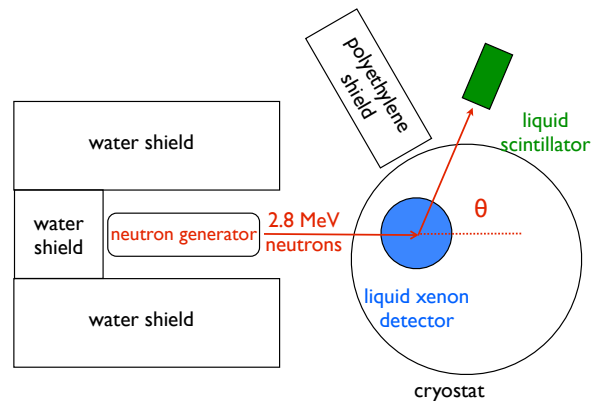 water shield
water
shield
neutron generator
water shield
2.8 MeV
neutrons
polyethylene
shield
liquid
scintillator
θ
liquid xenon
detector
cryostat